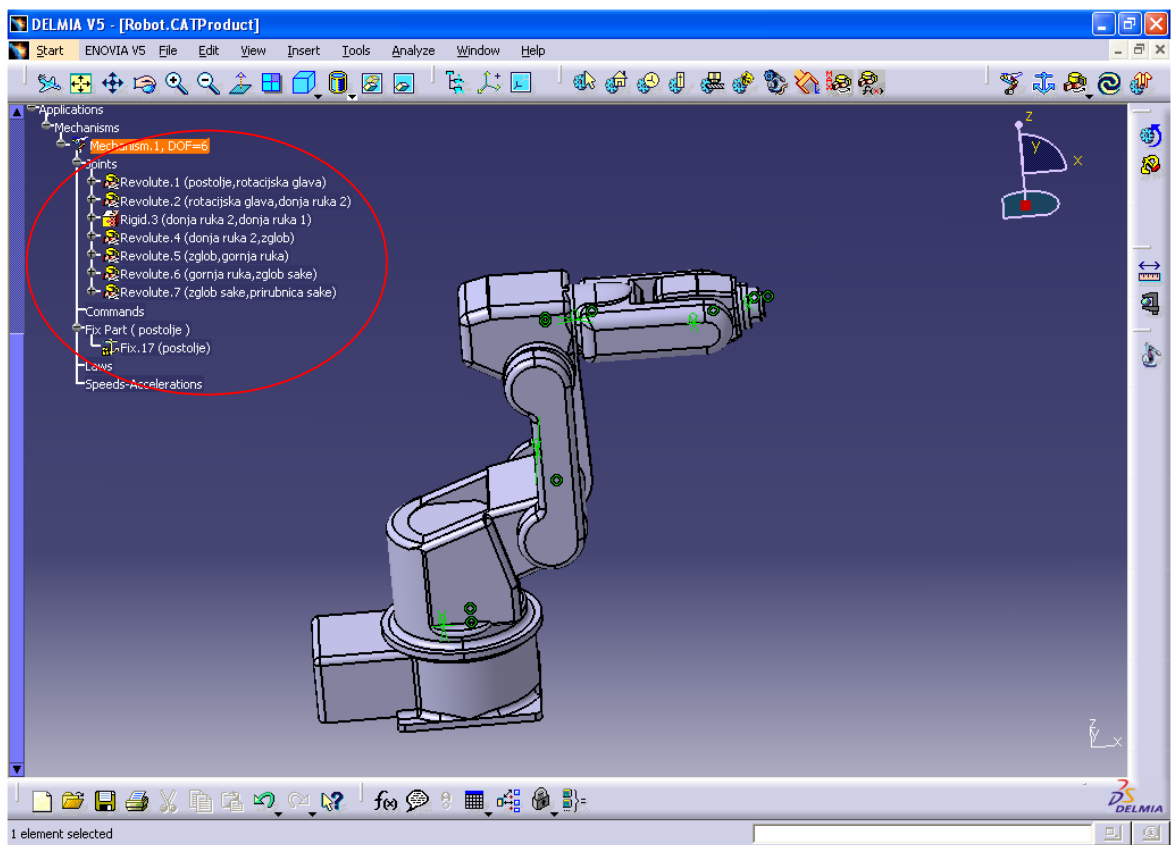 DELMIA V5 - [Robot.CATProduct]
Start ENOVIA V5 File Edit View Insert Tools Analyze Window Help
Applications
Mechanisms
Mechanism.1, DOF=6
Joints
Revolute.1 (postolje,rotacijska glava)
Revolute.2 (rotacijska glava,donja ruka 2)
Rigid.3 (donja ruka 2,donja ruka 1)
Revolute.4 (donja ruka 2,zglob)
Revolute.5 (zglob,gornja ruka)
Revolute.6 (gornja ruka,zglob sake)
Revolute.7 (zglob sake,prirubnica sake)
Commands
Fix Part ( postolje )
Fix.17 (postolje)
Laws
Speeds-Accelerations
z
y
x
z
y
x
f(x)
DELMIA
1 element selected